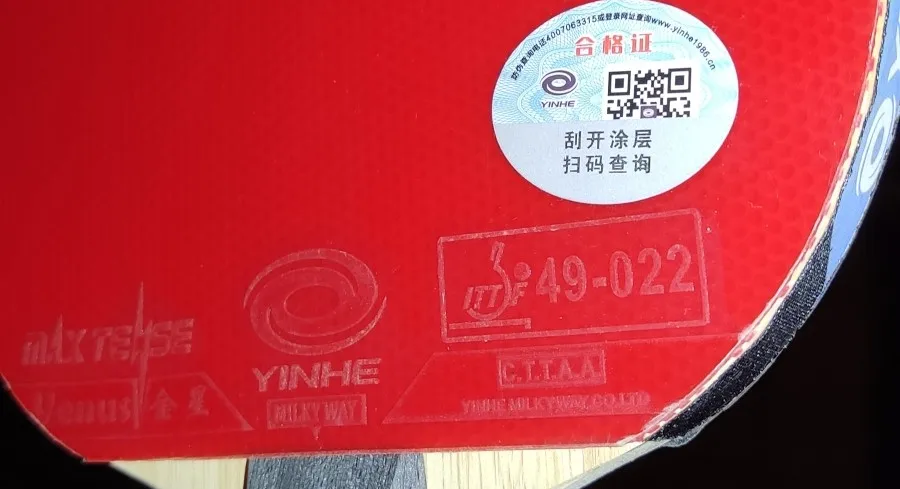 防伪查询电话4007063315或登录网址查询www.yinhe1986.cn
合格证
YINHE
刮开涂层
扫码查询
ITTF 49-022
MAX TENSE
YINHE
C.T.T.A.A
Venus 金星
MILKY WAY
YINHE MILKYWAY CO.LTD